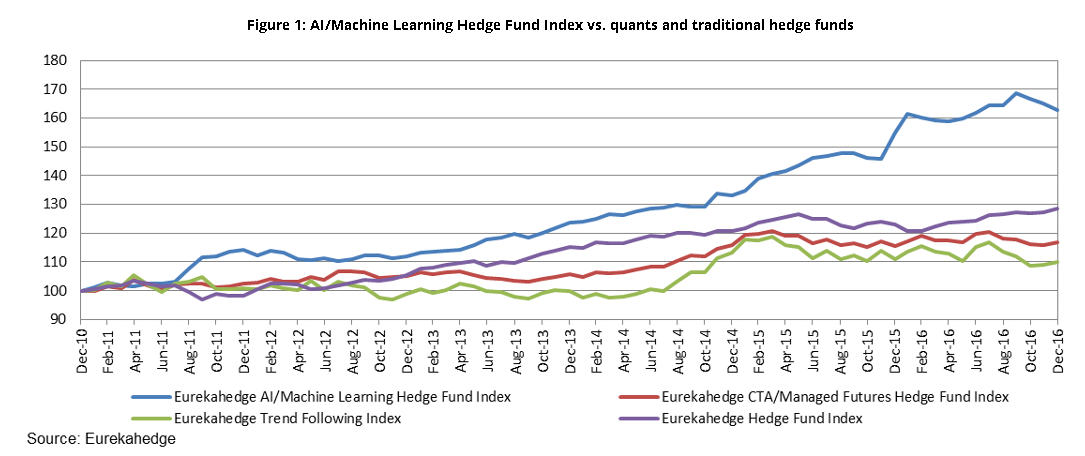 Figure 1: AI/Machine Learning Hedge Fund Index vs. quants and traditional hedge funds
180
170
160
150
140
130
120
110
100
90
Dec-10 Feb-11 Apr-11 Jun-11 Aug-11 Oct-11 Dec-11 Feb-12 Apr-12 Jun-12 Aug-12 Oct-12 Dec-12 Feb-13 Apr-13 Jun-13 Aug-13 Oct-13 Dec-13 Feb-14 Apr-14 Jun-14 Aug-14 Oct-14 Dec-14 Feb-15 Apr-15 Jun-15 Aug-15 Oct-15 Dec-15 Feb-16 Apr-16 Jun-16 Aug-16 Oct-16 Dec-16
Eurekahedge AI/Machine Learning Hedge Fund Index Eurekahedge CTA/Managed Futures Hedge Fund Index
Eurekahedge Trend Following Index Eurekahedge Hedge Fund Index
Source: Eurekahedge